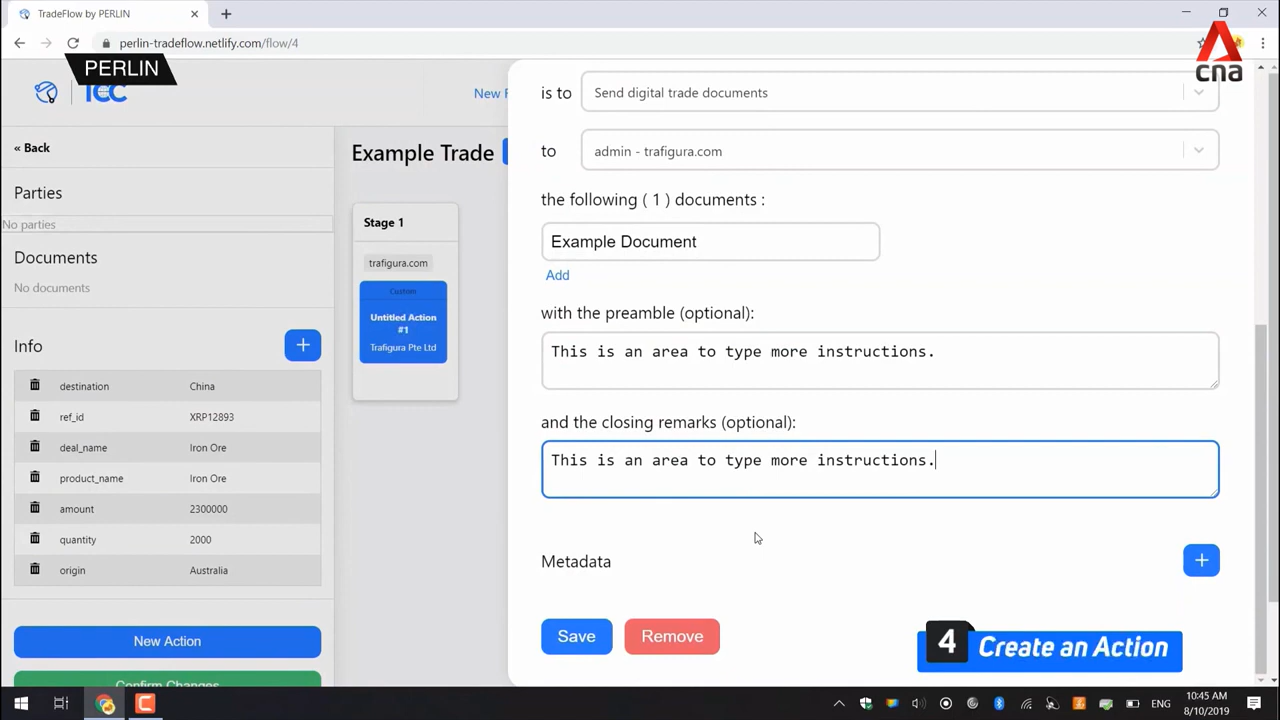 TradeFlow by PERLIN
perlin-tradeflow.netlify.com/flow/4
PERLIN
cna
ICC
New F
is to
Send digital trade documents
to
admin - trafigura.com
« Back
Example Trade
the following ( 1 ) documents :
Parties
No parties
Stage 1
Example Document
Documents
No documents
trafigura.com
Add
Custom
Untitled Action
#1
Trafigura Pte Ltd
with the preamble (optional):
This is an area to type more instructions.
Info
destination China
ref_id XRP12893
deal_name Iron Ore
product_name Iron Ore
amount 2300000
quantity 2000
origin Australia
and the closing remarks (optional):
This is an area to type more instructions.
Metadata
New Action
Confirm Changes
Save
Remove
4 Create an Action
ENG
10:45 AM
8/10/2019